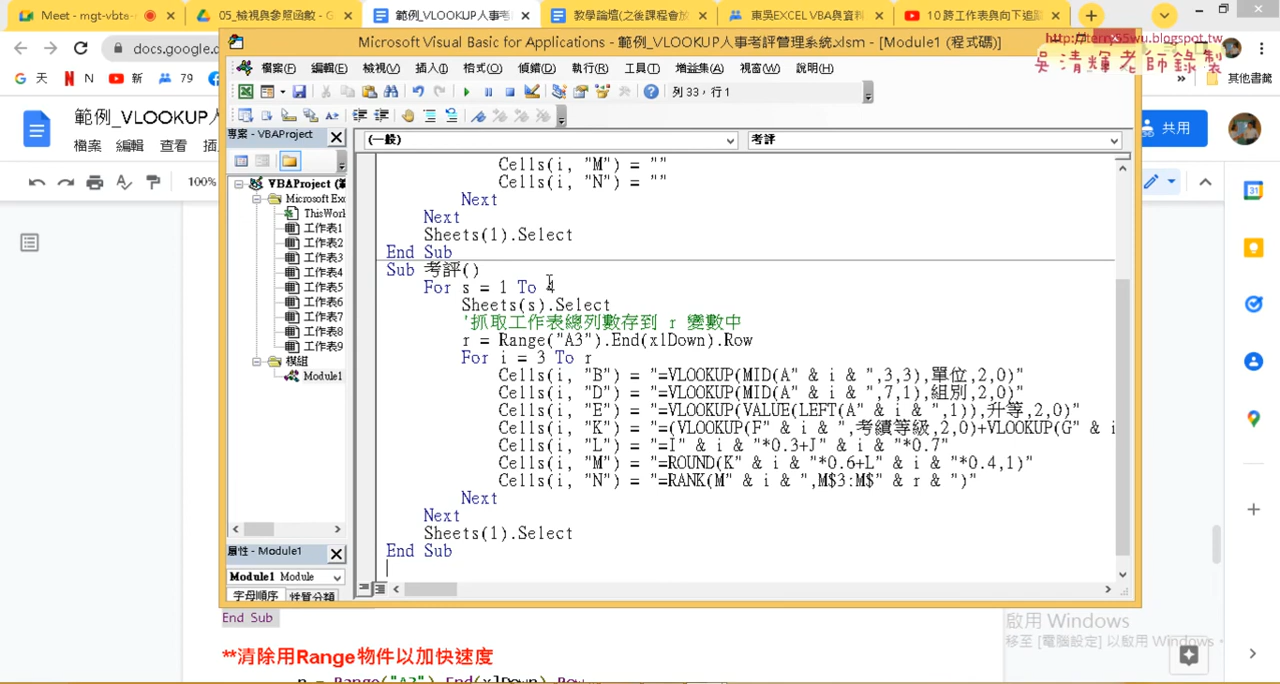 Meet - mgt-vbts-
05_檢視與參照函數 - G
範例_VLOOKUP人事考
教學論壇(之後課程會放
東吳EXCEL VBA與資料
10 跨工作表與向下追蹤
http://terry55wu.blogspot.tw
吳清輝老師錄製
docs.google.c
Microsoft Visual Basic for Applications - 範例_VLOOKUP人事考評管理系統.xlsm - [Module1 (程式碼)]
天
N
新
79
其他書籤
檔案(F) 編輯(E) 檢視(V) 插入(I) 格式(O) 偵錯(D) 執行(R) 工具(T) 增益集(A) 視窗(W) 說明(H)
範例_VLOOKUP人
檔案 編輯 查看 插
共用
100%
列 33, 行 1
專案 - VBAProject
(一般)
考評
VBAProject (範
Microsoft Exc
ThisWork
工作表1
工作表2
工作表3
工作表4
工作表5
工作表6
工作表7
工作表8
工作表9
模組
Module1
屬性 - Module1
Module1 Module
字母順序 性質分類
Cells(i, "M") = ""
Cells(i, "N") = ""
Next
Next
Sheets(1).Select
End Sub
Sub 考評()
For s = 1 To 4
Sheets(s).Select
'抓取工作表總列數存到 r 變數中
r = Range("A3").End(xlDown).Row
For i = 3 To r
Cells(i, "B") = "=VLOOKUP(MID(A" & i & ",3,3),單位,2,0)"
Cells(i, "D") = "=VLOOKUP(MID(A" & i & ",7,1),組別,2,0)"
Cells(i, "E") = "=VLOOKUP(VALUE(LEFT(A" & i & ",1)),升等,2,0)"
Cells(i, "K") = "=(VLOOKUP(F" & i & ",考績等級,2,0)+VLOOKUP(G" & i
Cells(i, "L") = "=I" & i & "*0.3+J" & i & "*0.7"
Cells(i, "M") = "=ROUND(K" & i & "*0.6+L" & i & "*0.4,1)"
Cells(i, "N") = "=RANK(M" & i & ",M$3:M$" & r & ")"
Next
Next
Sheets(1).Select
End Sub
End Sub
啟用 Windows
移至 [電腦設定] 以啟用 Windows。
**清除用Range物件以加快速度
r = Range("A3").End(xlDown).Row